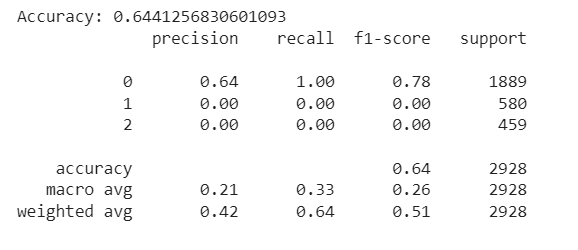 Accuracy: 0.6441256830601093
precision recall f1-score support
0 0.64 1.00 0.78 1889
1 0.00 0.00 0.00 580
2 0.00 0.00 0.00 459
accuracy 0.64 2928
macro avg 0.21 0.33 0.26 2928
weighted avg 0.42 0.64 0.51 2928